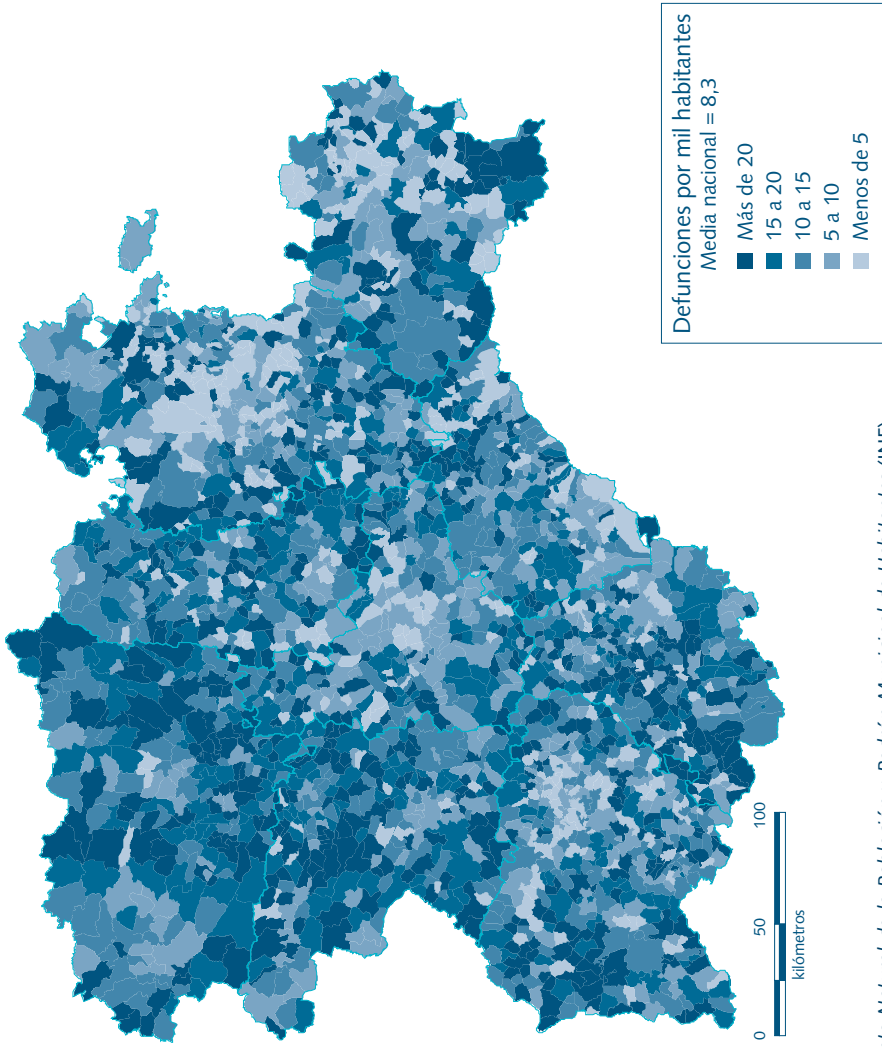 Defunciones por mil habitantes
Media nacional = 8,3
Más de 20
15 a 20
10 a 15
5 a 10
Menos de 5
0 50 100
kilómetros